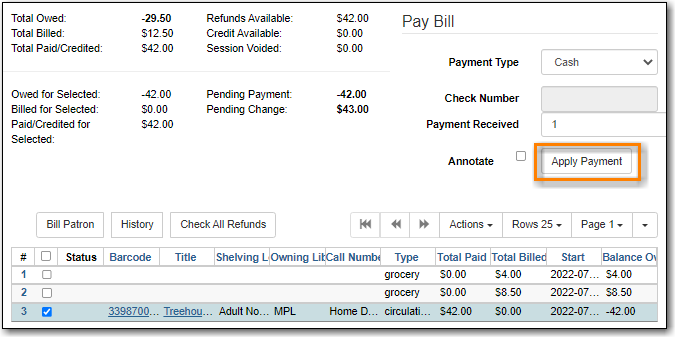 Total Owed: -29.50 Refunds Available: $42.00
Total Billed: $12.50 Credit Available: $0.00
Total Paid/Credited: $42.00 Session Voided: $0.00
Owed for Selected: -42.00 Pending Payment: -42.00
Billed for Selected: $0.00 Pending Change: $43.00
Paid/Credited for $42.00
Selected:
Pay Bill
Payment Type Cash
Check Number
Payment Received 1
Annotate Apply Payment
Bill Patron History Check All Refunds Actions Rows 25 Page 1
# Status Barcode Title Shelving L Owning Lib Call Numbe Type Total Paid Total Billed Start Balance Ov
1 grocery $0.00 $4.00 2022-07... $4.00
2 grocery $0.00 $8.50 2022-07... $8.50
3 3398700... Treehou... Adult No... MPL Home D... circulati... $42.00 $0.00 2022-07... -42.00